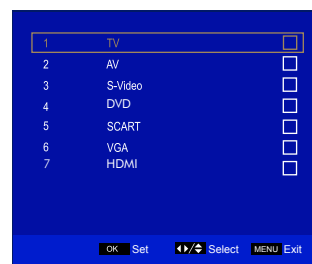 1 TV
2 AV
3 S-Video
4 DVD
5 SCART
6 VGA
7 HDMI
OK Set ◀▶/▲▼ Select MENU Exit